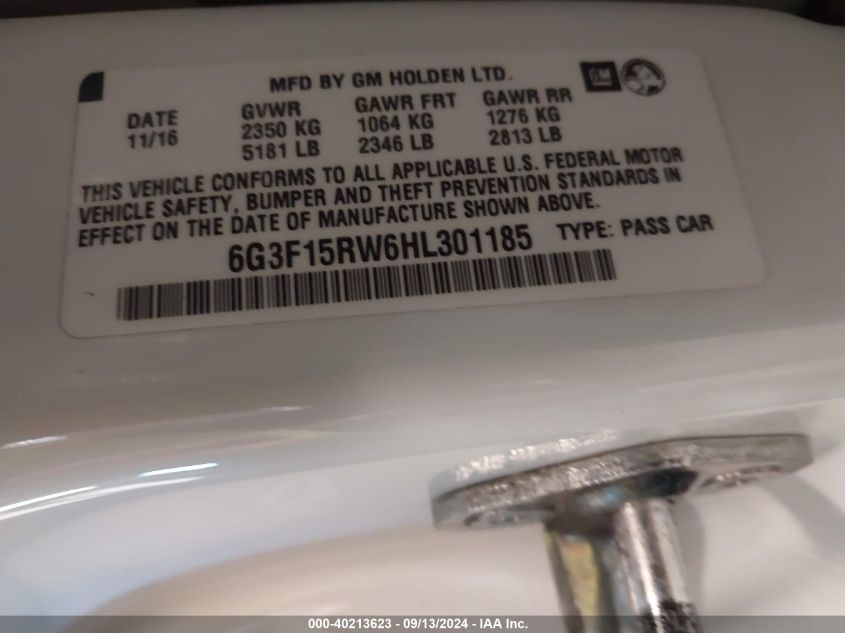 MFD BY GM HOLDEN LTD. GM
DATE GVWR GAWR FRT GAWR RR
11/16 2350 KG 1064 KG 1276 KG
5181 LB 2346 LB 2813 LB
THIS VEHICLE CONFORMS TO ALL APPLICABLE U.S. FEDERAL MOTOR
VEHICLE SAFETY, BUMPER AND THEFT PREVENTION STANDARDS IN
EFFECT ON THE DATE OF MANUFACTURE SHOWN ABOVE.
6G3F15RW6HL301185 TYPE: PASS CAR
000-40213623 - 09/13/2024 - IAA Inc.